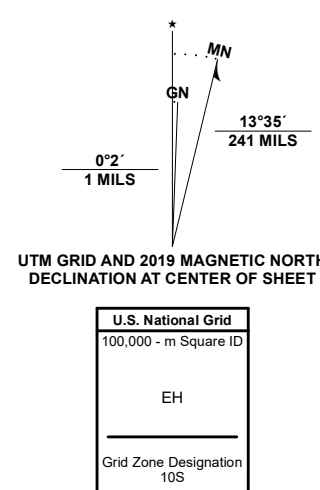 ★
MN
GN
13°35´
241 MILS
0°2´
1 MILS
UTM GRID AND 2019 MAGNETIC NORTH
DECLINATION AT CENTER OF SHEET
U.S. National Grid
100,000 - m Square ID
EH
Grid Zone Designation
10S